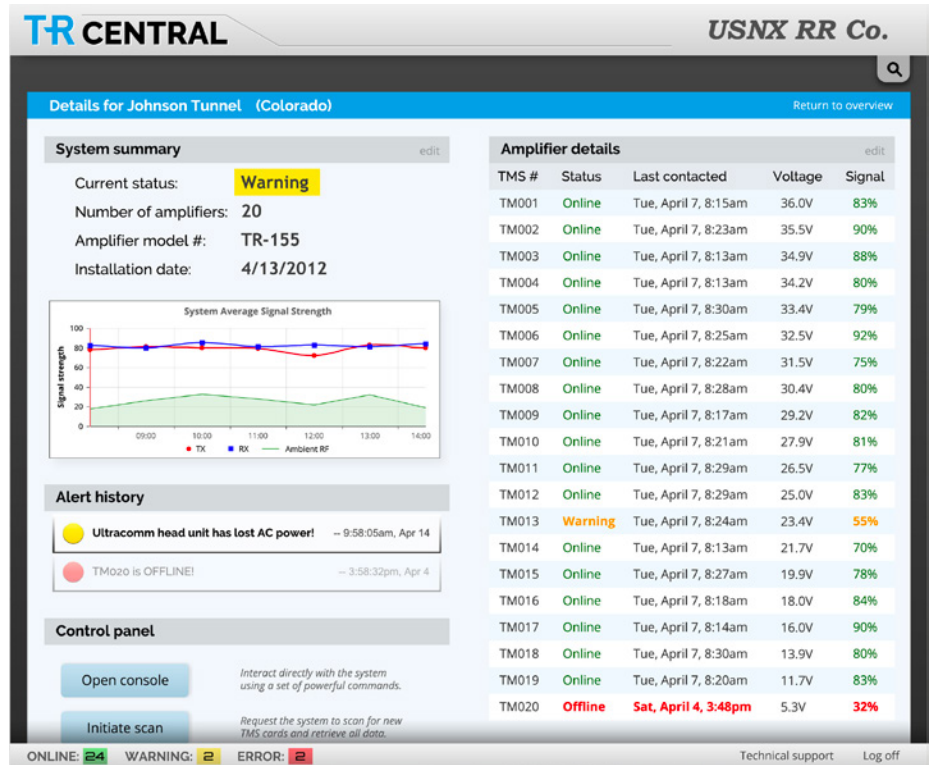 TR CENTRAL
USNX RR Co.
Details for Johnson Tunnel (Colorado)
Return to overview
System summary
edit
Current status: Warning
Number of amplifiers: 20
Amplifier model #: TR-155
Installation date: 4/13/2012
System Average Signal Strength
Signal strength
100
80
60
40
20
0
09:00 10:00 11:00 12:00 13:00 14:00
TX RX Ambient RF
Alert history
Ultracomm head unit has lost AC power! -- 9:58:05am, Apr 14
TM020 is OFFLINE! -- 3:58:32pm, Apr 4
Control panel
Open console
Interact directly with the system
using a set of powerful commands.
Initiate scan
Request the system to scan for new
TMS cards and retrieve all data.
Amplifier details
edit
TMS # Status Last contacted Voltage Signal
TM001 Online Tue, April 7, 8:15am 36.0V 83%
TM002 Online Tue, April 7, 8:23am 35.5V 90%
TM003 Online Tue, April 7, 8:13am 34.9V 88%
TM004 Online Tue, April 7, 8:13am 34.2V 80%
TM005 Online Tue, April 7, 8:30am 33.4V 79%
TM006 Online Tue, April 7, 8:25am 32.5V 92%
TM007 Online Tue, April 7, 8:22am 31.5V 75%
TM008 Online Tue, April 7, 8:28am 30.4V 80%
TM009 Online Tue, April 7, 8:17am 29.2V 82%
TM010 Online Tue, April 7, 8:21am 27.9V 81%
TM011 Online Tue, April 7, 8:29am 26.5V 77%
TM012 Online Tue, April 7, 8:29am 25.0V 83%
TM013 Warning Tue, April 7, 8:24am 23.4V 55%
TM014 Online Tue, April 7, 8:13am 21.7V 70%
TM015 Online Tue, April 7, 8:27am 19.9V 78%
TM016 Online Tue, April 7, 8:18am 18.0V 84%
TM017 Online Tue, April 7, 8:14am 16.0V 90%
TM018 Online Tue, April 7, 8:30am 13.9V 80%
TM019 Online Tue, April 7, 8:20am 11.7V 83%
TM020 Offline Sat, April 4, 3:48pm 5.3V 32%
ONLINE: 24 WARNING: 2 ERROR: 2
Technical support Log off